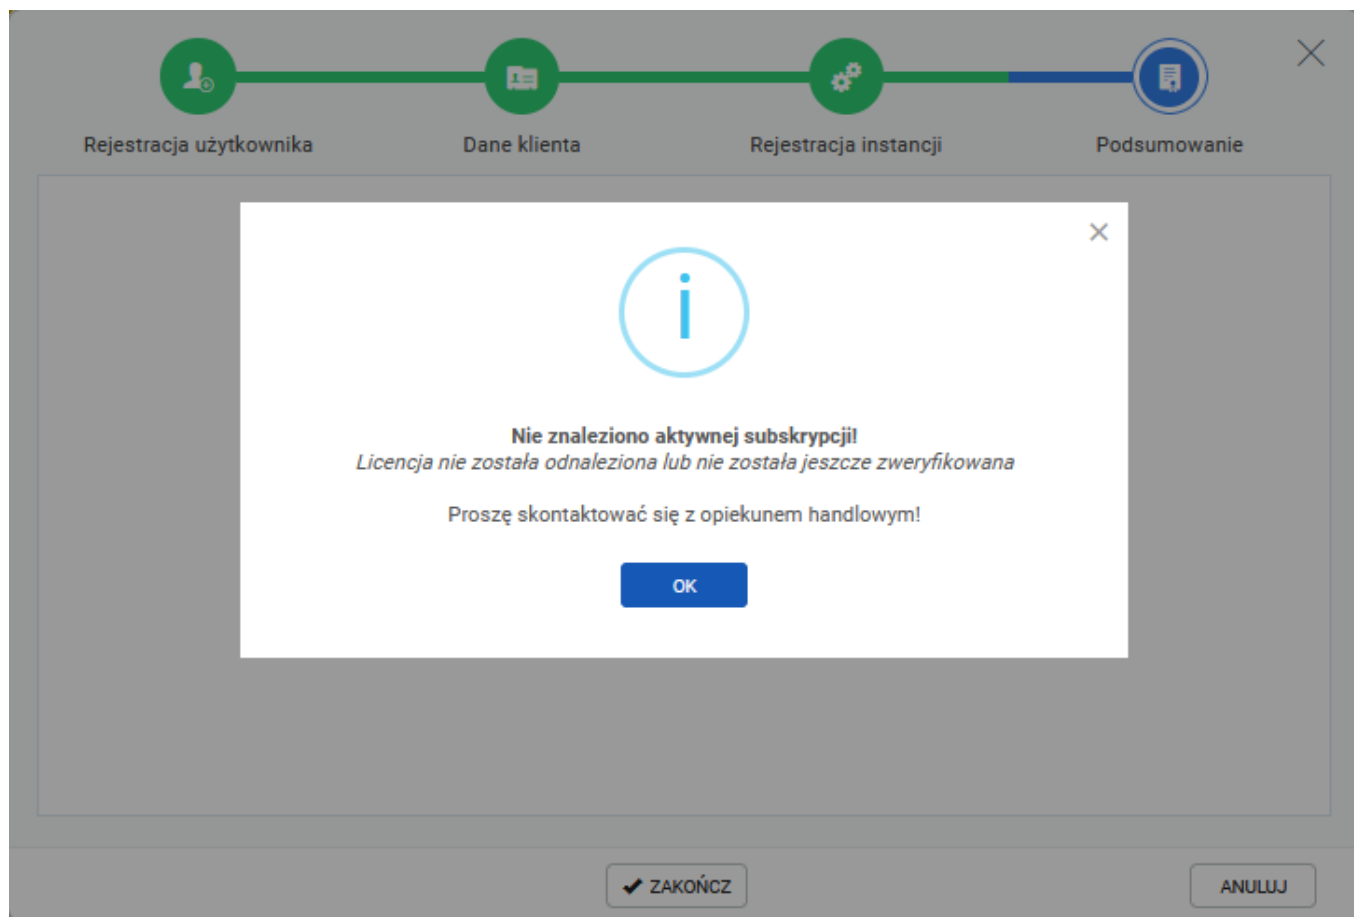 Rejestracja użytkownika
Dane klienta
Rejestracja instancji
Podsumowanie
Nie znaleziono aktywnej subskrypcji!
Licencja nie została odnaleziona lub nie została jeszcze zweryfikowana
Proszę skontaktować się z opiekunem handlowym!
OK
ZAKOŃCZ
ANULUJ